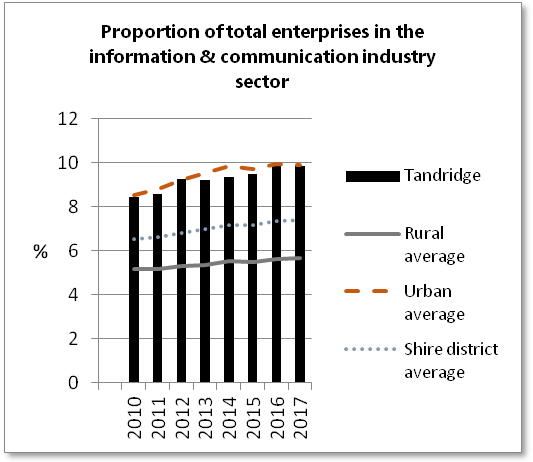 Proportion of total enterprises in the
information & communication industry
sector
12
10
8
6
4
2
0
%
2010
2011
2012
2013
2014
2015
2016
2017
Tandridge
Rural
average
Urban
average
Shire district
average